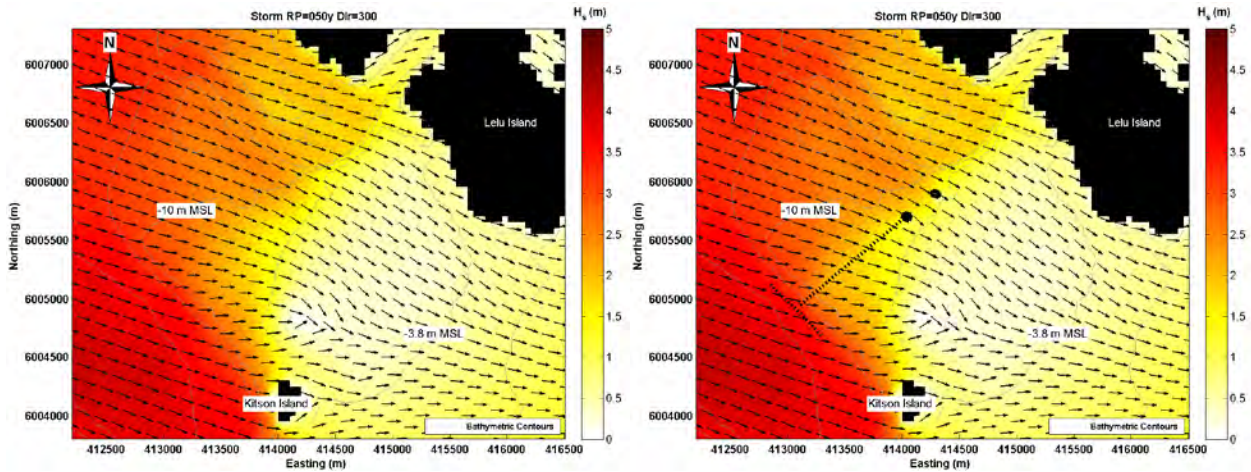 Storm RP=050y Dir=300
Hs (m)
N
Lelu Island
-10 m MSL
-3.8 m MSL
Kitson Island
Bathymetric Contours
Northing (m)
6007000
6006500
6006000
6005500
6005000
6004500
6004000
412500 413000 413500 414000 414500 415000 415500 416000 416500
Easting (m)
5
4.5
4
3.5
3
2.5
2
1.5
1
0.5
0
Storm RP=050y Dir=300
Hs (m)
N
Lelu Island
-10 m MSL
-3.8 m MSL
Kitson Island
Bathymetric Contours
Northing (m)
6007000
6006500
6006000
6005500
6005000
6004500
6004000
412500 413000 413500 414000 414500 415000 415500 416000 416500
Easting (m)
5
4.5
4
3.5
3
2.5
2
1.5
1
0.5
0